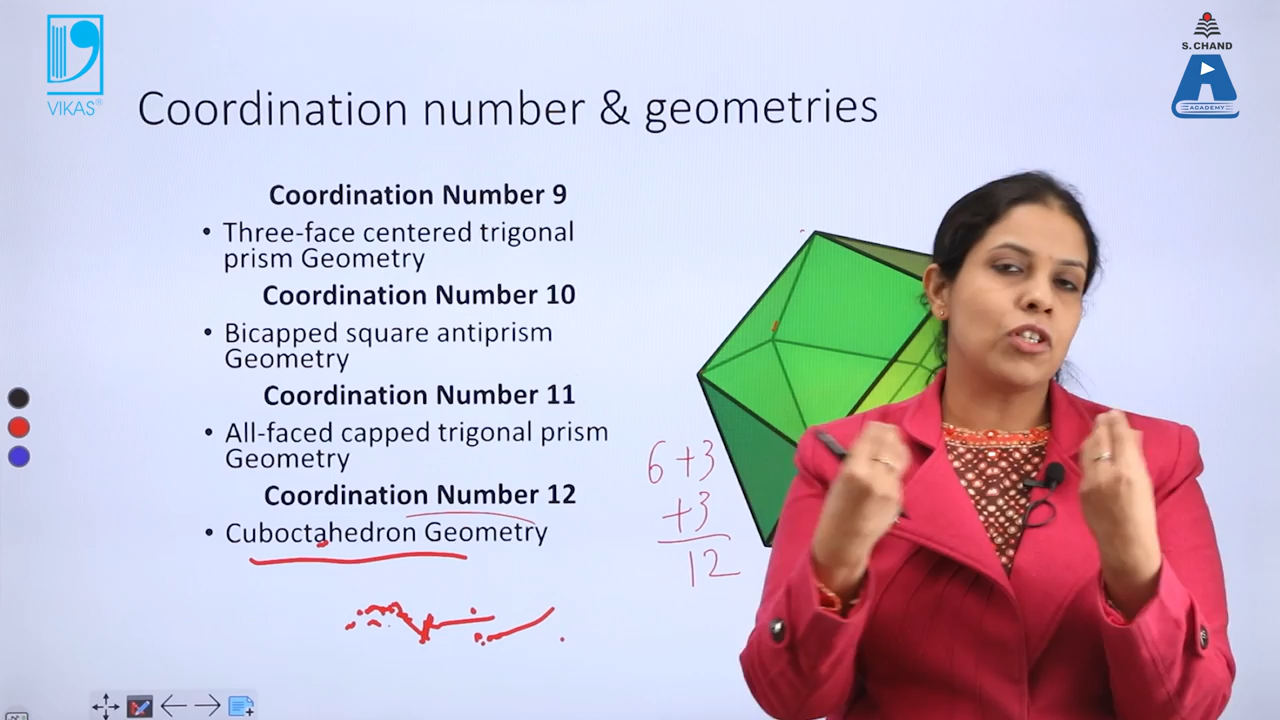 VIKAS®
S. CHAND
ACADEMY
Coordination number & geometries
Coordination Number 9
• Three-face centered trigonal
prism Geometry
Coordination Number 10
• Bicapped square antiprism
Geometry
Coordination Number 11
• All-faced capped trigonal prism
Geometry
Coordination Number 12
• Cuboctahedron Geometry
6+3
+3
12